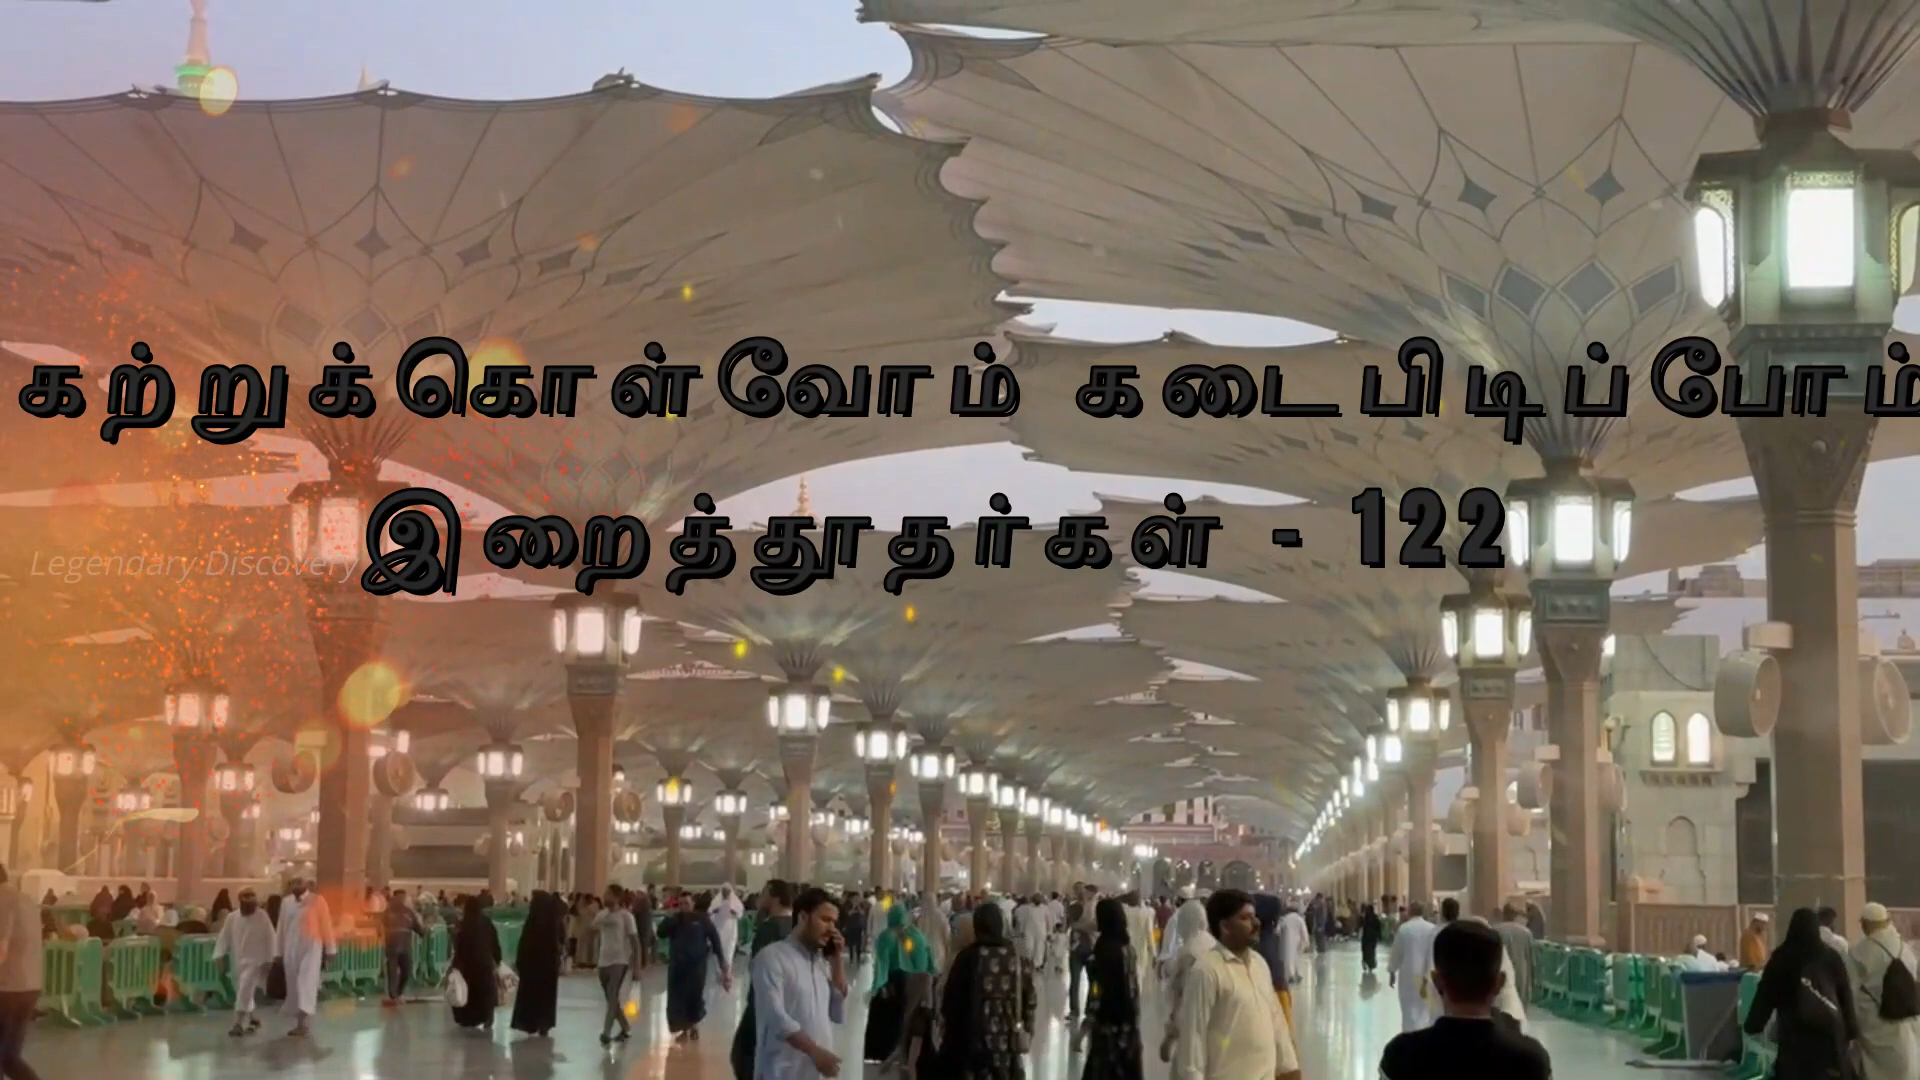 கற்றுக்கொள்வோம் கடைபிடிப்போம்
இறைத்தூதர்கள் - 122
Legendary Discovery